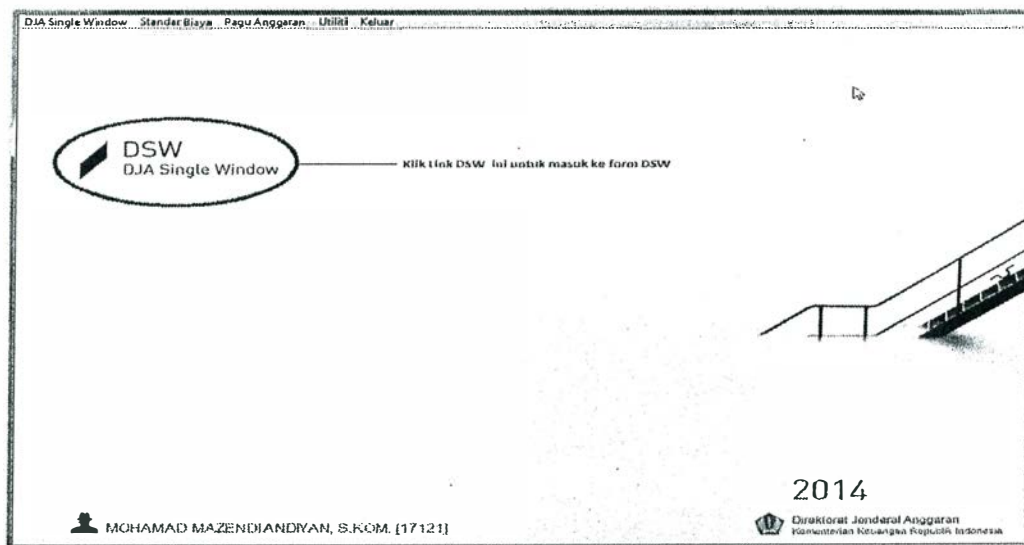 DJA Single Window Standar Biaya Pagu Anggaran Utiliti Keluar
DSW
DJA Single Window
Klik Link DSW ini untuk masuk ke form DSW
2014
MOHAMAD MAZENDIANDIYAN, S.KOM. [17121]
Direktorat Jenderal Anggaran
Kementerian Keuangan Republik Indonesia